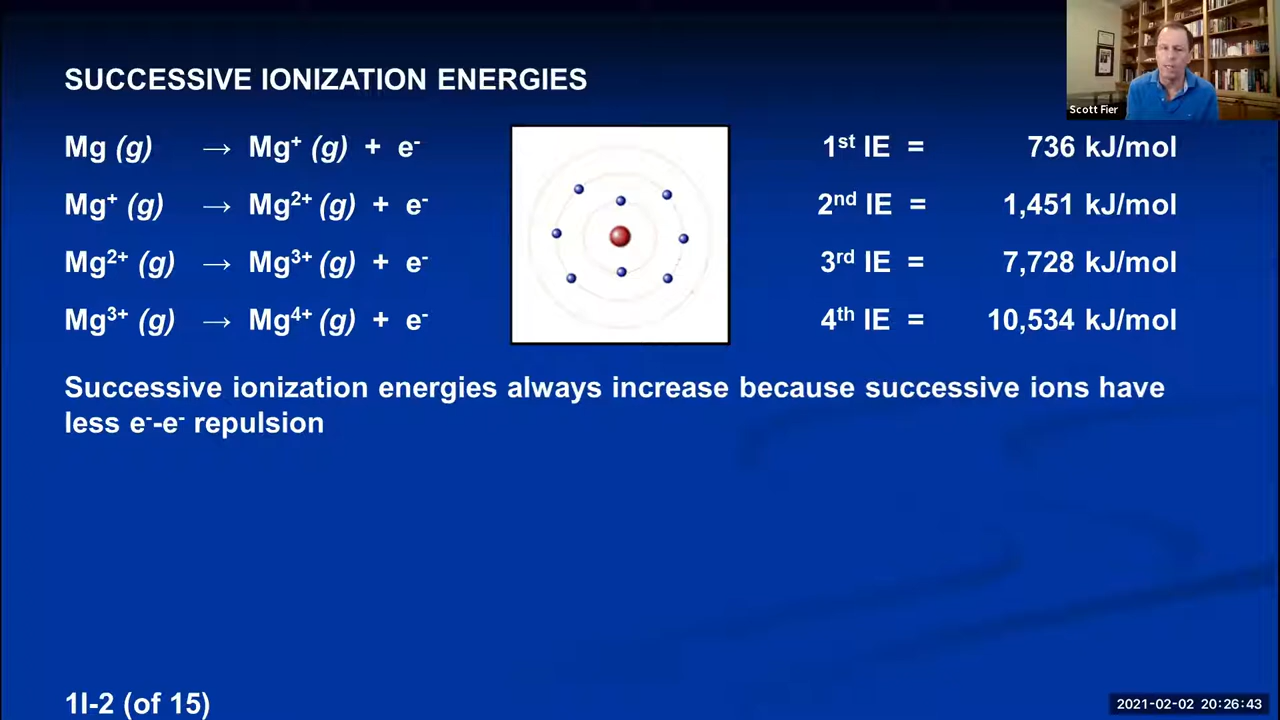 SUCCESSIVE IONIZATION ENERGIES
Scott Fier
Mg (g) → Mg⁺ (g) + e⁻ 1ˢᵗ IE = 736 kJ/mol
Mg⁺ (g) → Mg²⁺ (g) + e⁻ 2ⁿᵈ IE = 1,451 kJ/mol
Mg²⁺ (g) → Mg³⁺ (g) + e⁻ 3ʳᵈ IE = 7,728 kJ/mol
Mg³⁺ (g) → Mg⁴⁺ (g) + e⁻ 4ᵗʰ IE = 10,534 kJ/mol
Successive ionization energies always increase because successive ions have
less e⁻-e⁻ repulsion
1I-2 (of 15)
2021-02-02 20:26:43